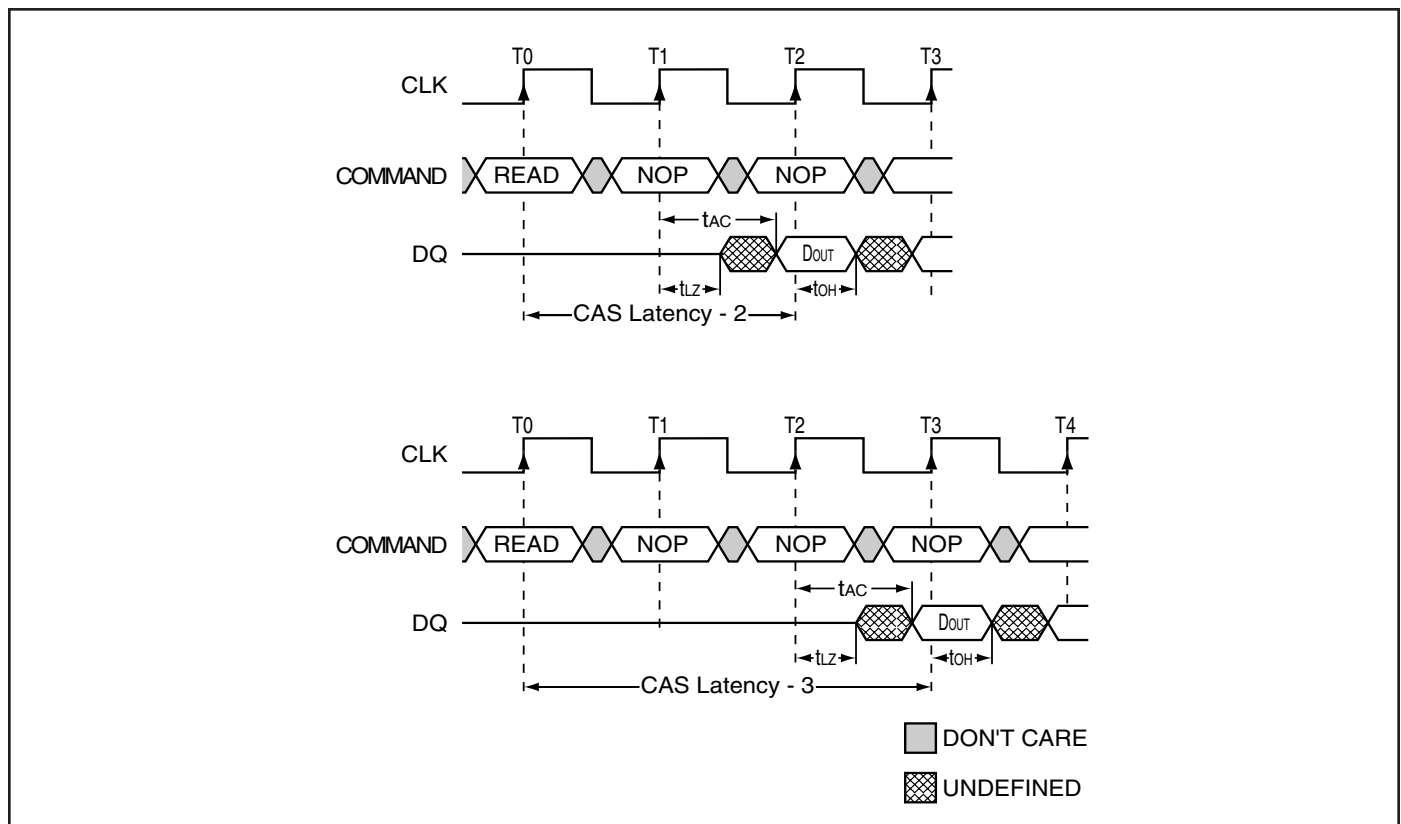 T0 T1 T2 T3
CLK
COMMAND READ NOP NOP
tAC
DQ DOUT
tLZ tOH
CAS Latency - 2
T0 T1 T2 T3 T4
CLK
COMMAND READ NOP NOP NOP
tAC
DQ DOUT
tLZ tOH
CAS Latency - 3
DON'T CARE
UNDEFINED